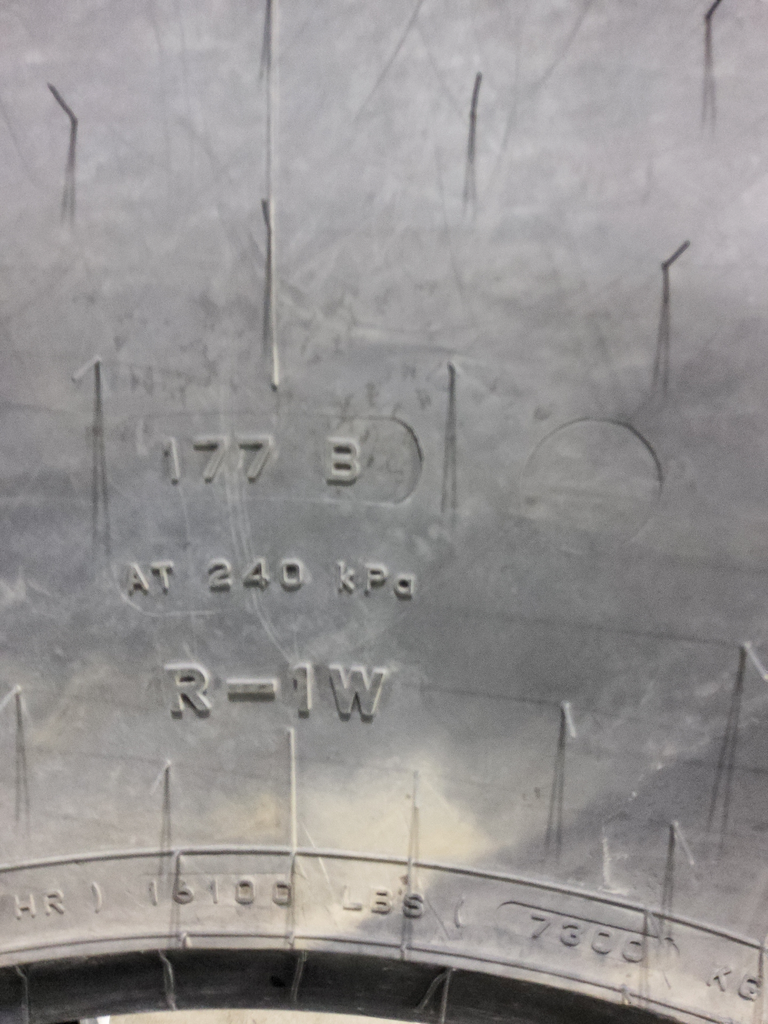 177 B
AT 240 kPa
R-1W
HR) 16100 LBS (7300) KG